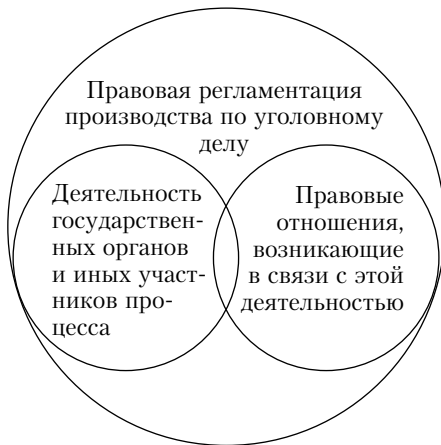 Правовая регламентация
производства по уголовному
делу
Деятельность
государствен-
ных органов
и иных участ-
ников про-
цесса
Правовые
отношения,
возникающие
в связи с этой
деятельностью